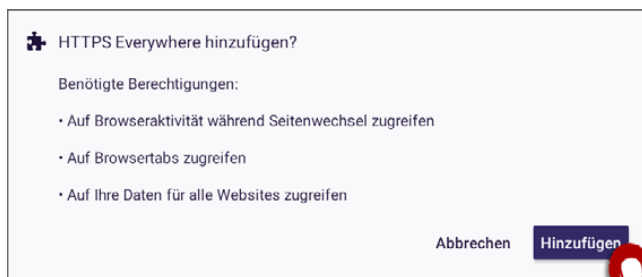 HTTPS Everywhere hinzufügen?
Benötigte Berechtigungen:
• Auf Browseraktivität während Seitenwechsel zugreifen
• Auf Browsertabs zugreifen
• Auf Ihre Daten für alle Websites zugreifen
Abbrechen Hinzufügen